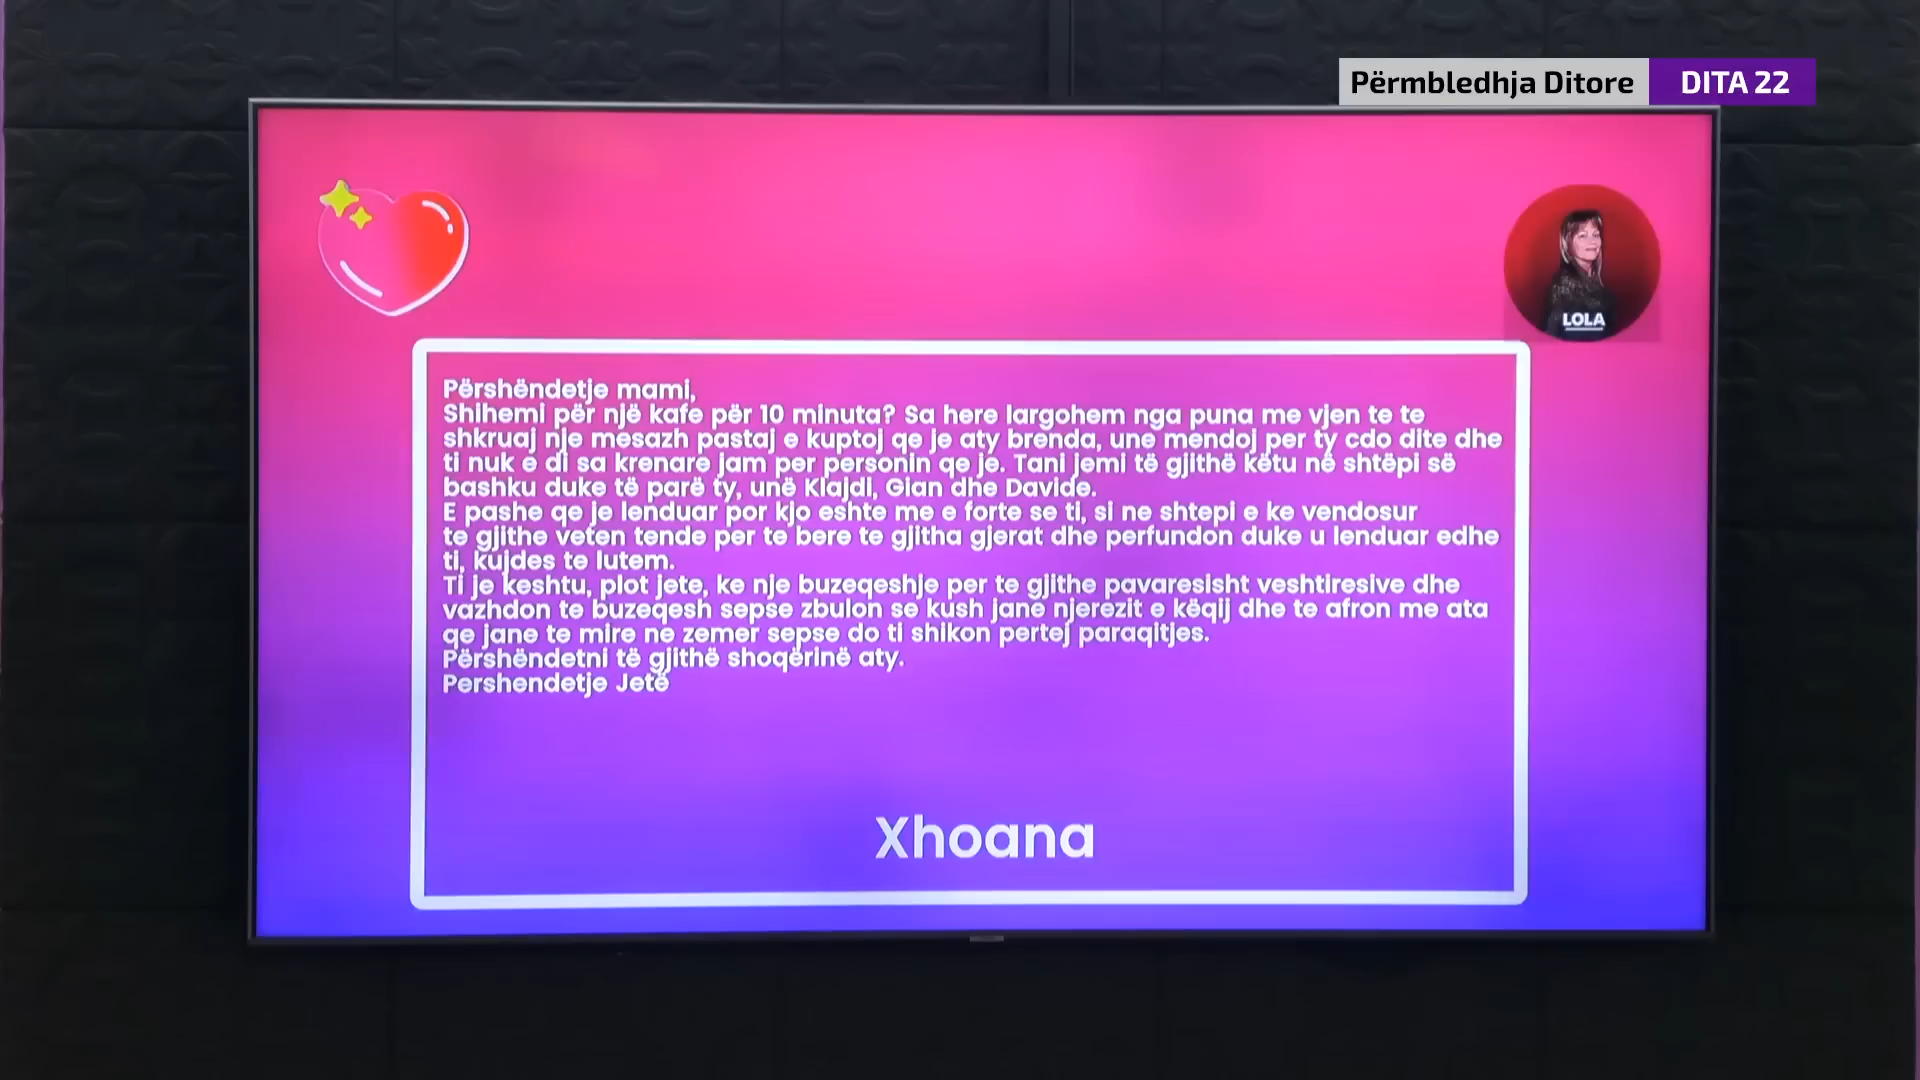 Përmbledhja Ditore DITA 22
LOLA
Përshëndetje mami,
Shihemi për një kafe për 10 minuta? Sa here largohem nga puna me vjen te te
shkruaj nje mesazh pastaj e kuptoj qe je aty brenda, une mendoj per ty cdo dite dhe
ti nuk e di sa krenare jam per personin qe je. Tani jemi të gjithë këtu në shtëpi së
bashku duke të parë ty, unë Klajdi, Gian dhe Davide.
E pashe qe je lenduar por kjo eshte me e forte se ti, si ne shtepi e ke vendosur
te gjithe veten tende per te bere te gjitha gjerat dhe perfundon duke u lenduar edhe
ti, kujdes te lutem.
Ti je keshtu, plot jete, ke nje buzeqeshje per te gjithe pavaresisht veshtiresive dhe
vazhdon te buzeqesh sepse zbulon se kush jane njerezit e këqij dhe te afron me ata
qe jane te mire ne zemer sepse do ti shikon pertej paraqitjes.
Përshëndetni të gjithë shoqërinë aty.
Pershendetje Jetë
Xhoana